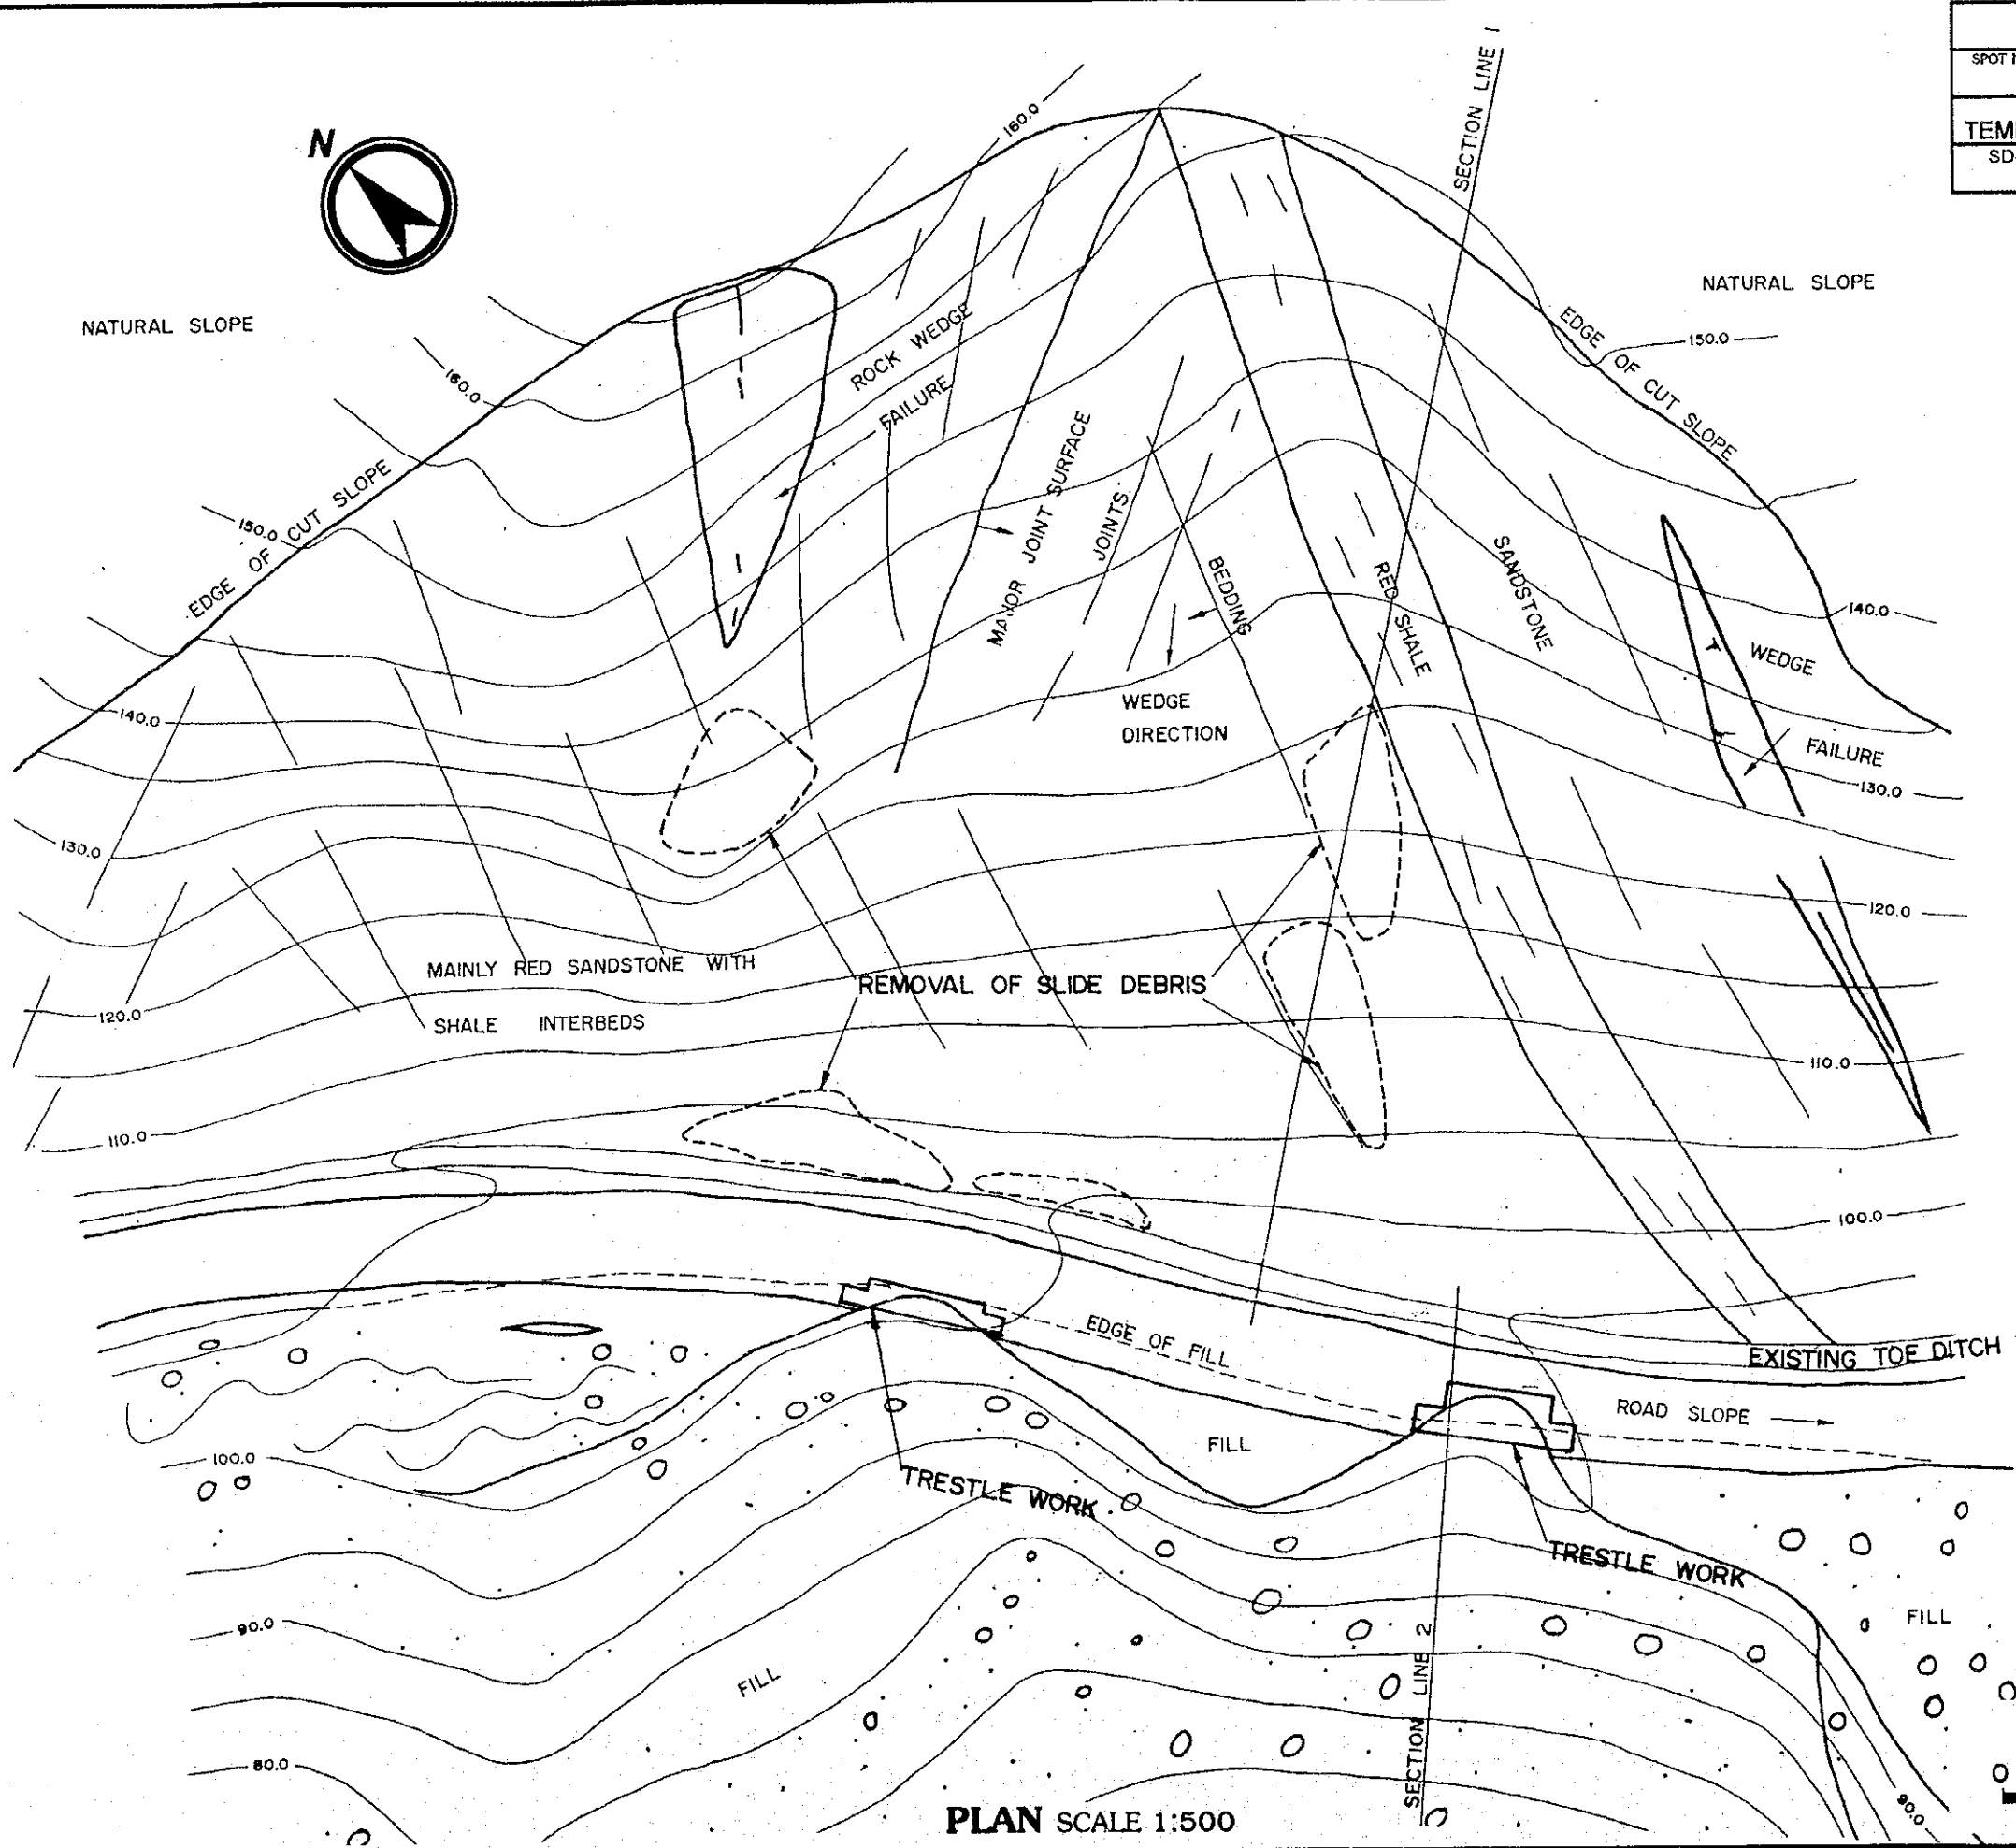 SPOT
TEM
SD
SECTION LINE 1
N
160.0
NATURAL SLOPE
NATURAL SLOPE
EDGE OF CUT SLOPE
150.0
ROCK WEDGE
FAILURE
160.0
EDGE OF CUT SLOPE
150.0
MAJOR JOINT SURFACE
JOINTS
BEDDING
RED SHALE
SANDSTONE
140.0
WEDGE
FAILURE
WEDGE
DIRECTION
140.0
130.0
130.0
120.0
MAINLY RED SANDSTONE WITH
SHALE INTERBEDS
REMOVAL OF SLIDE DEBRIS
120.0
110.0
110.0
100.0
EDGE OF FILL
EXISTING TOE DITCH
ROAD SLOPE
FILL
100.0
TRESTLE WORK
TRESTLE WORK
FILL
90.0
FILL
SECTION LINE 2
80.0
90.0
PLAN SCALE 1:500